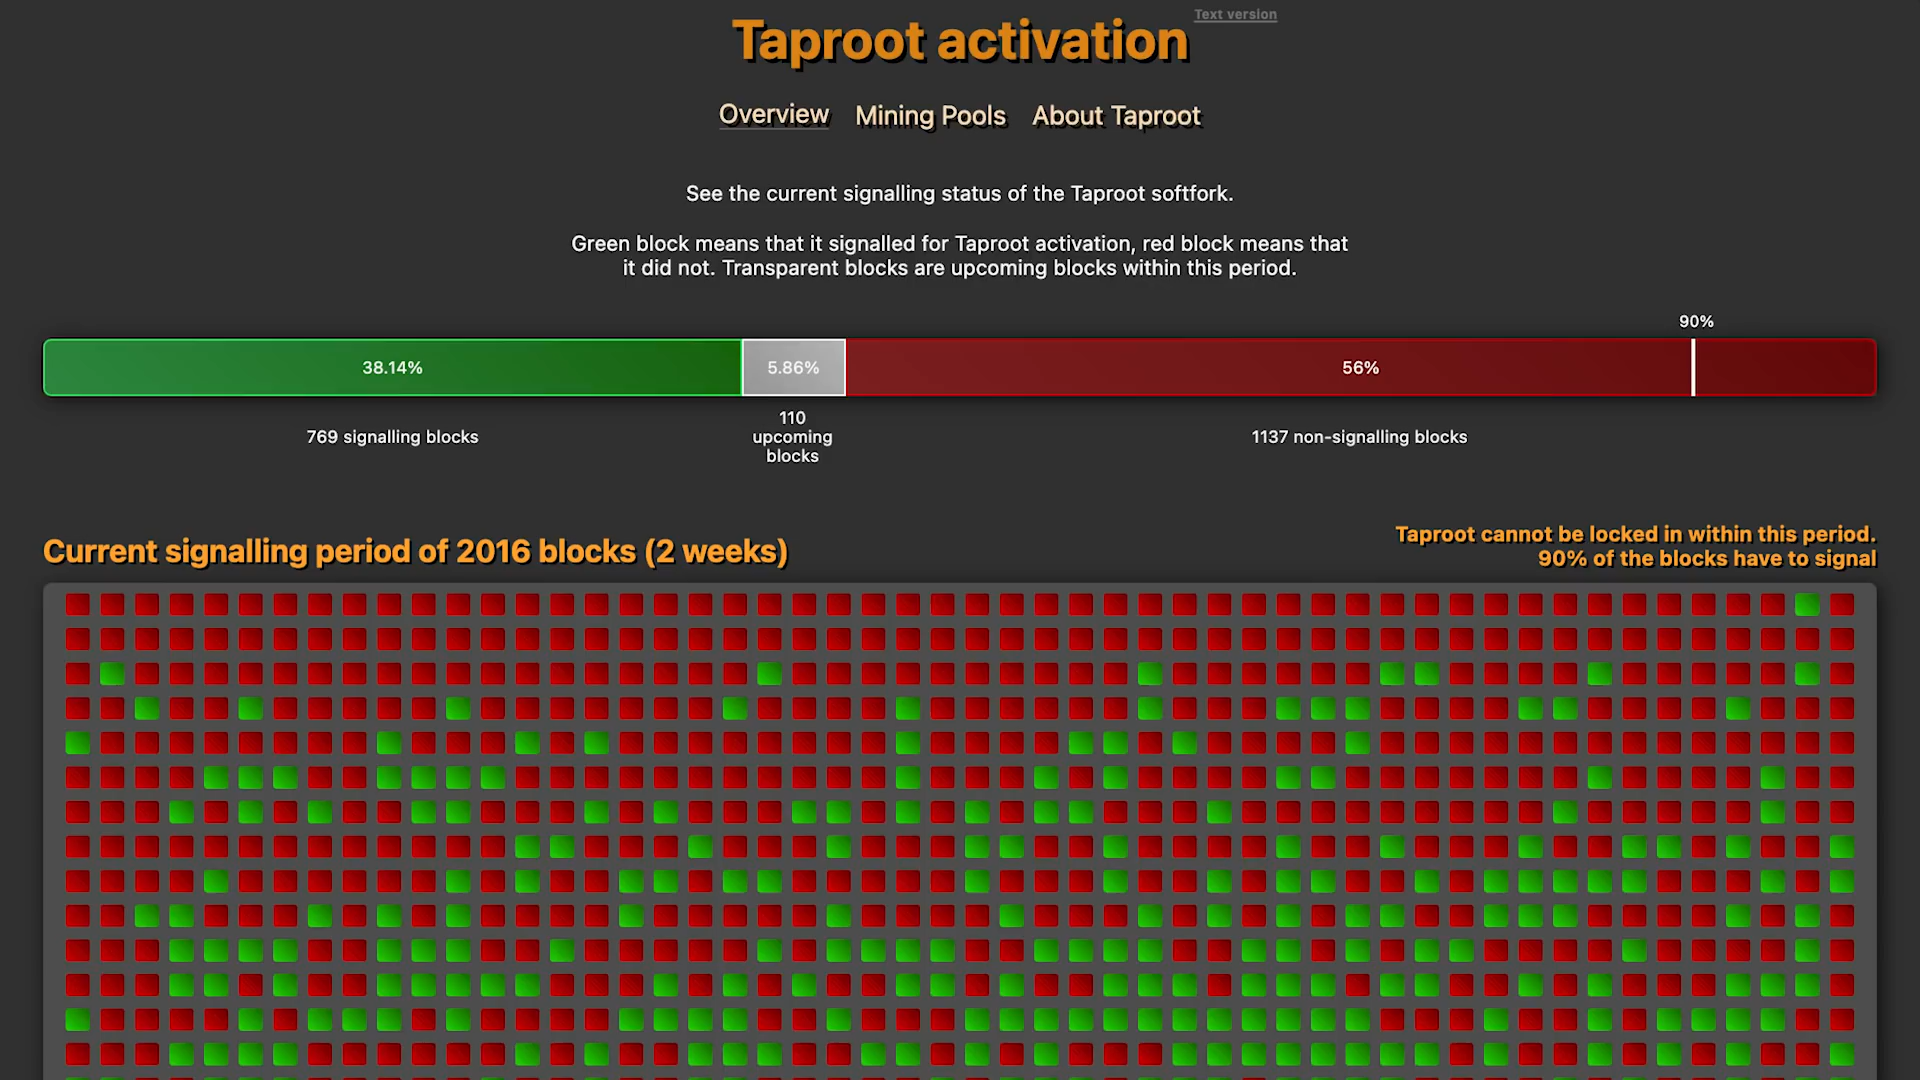 Text version
Taproot activation
Overview Mining Pools About Taproot
See the current signalling status of the Taproot softfork.
Green block means that it signalled for Taproot activation, red block means that
it did not. Transparent blocks are upcoming blocks within this period.
90%
38.14% 5.86% 56%
769 signalling blocks
110
upcoming
blocks
1137 non-signalling blocks
Current signalling period of 2016 blocks (2 weeks)
Taproot cannot be locked in within this period.
90% of the blocks have to signal